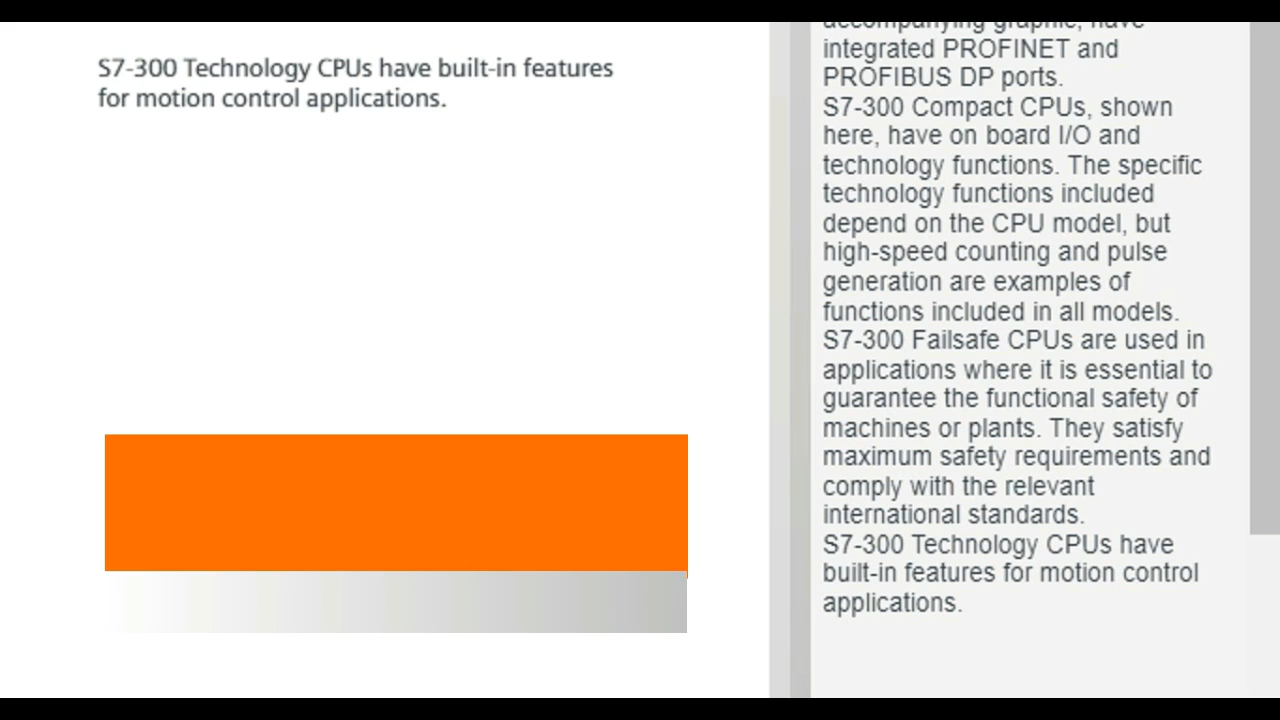 S7-300 Technology CPUs have built-in features
for motion control applications.
accompanying graphic, have
integrated PROFINET and
PROFIBUS DP ports.
S7-300 Compact CPUs, shown
here, have on board I/O and
technology functions. The specific
technology functions included
depend on the CPU model, but
high-speed counting and pulse
generation are examples of
functions included in all models.
S7-300 Failsafe CPUs are used in
applications where it is essential to
guarantee the functional safety of
machines or plants. They satisfy
maximum safety requirements and
comply with the relevant
international standards.
S7-300 Technology CPUs have
built-in features for motion control
applications.